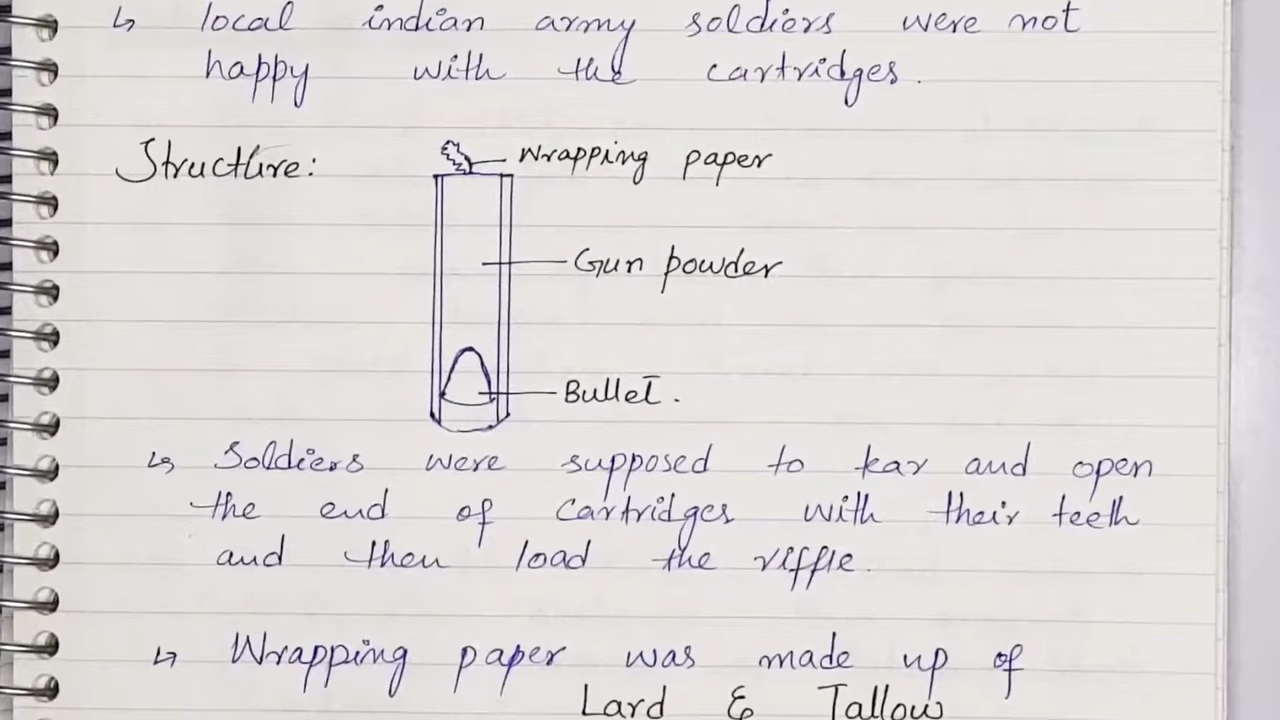 ↳ local indian army soldiers were not
happy with the cartridges.
Structure:
Wrapping paper
Gun powder
Bullet.
↳ Soldiers were supposed to tear and open
the end of cartridges with their teeth
and then load the riffle.
↳ Wrapping paper was made up of
Lard & Tallow